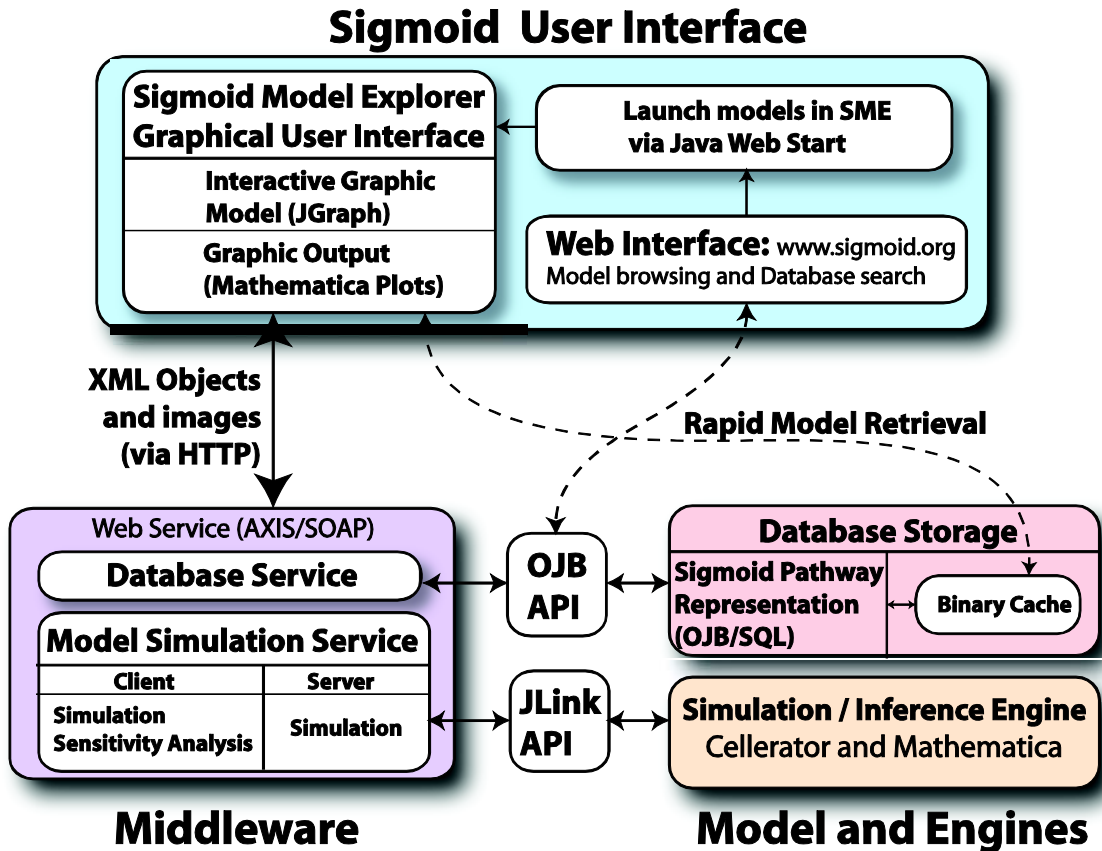 Sigmoid User Interface
Sigmoid Model Explorer
Graphical User Interface
Interactive Graphic
Model (JGraph)
Graphic Output
(Mathematica Plots)
Launch models in SME
via Java Web Start
Web Interface: www.sigmoid.org
Model browsing and Database search
XML Objects
and images
(via HTTP)
Rapid Model Retrieval
Web Service (AXIS/SOAP)
Database Service
Model Simulation Service
Client
Server
Simulation
Sensitivity Analysis
Simulation
OJB
API
JLink
API
Database Storage
Sigmoid Pathway
Representation
(OJB/SQL)
Binary Cache
Simulation / Inference Engine
Cellerator and Mathematica
Middleware
Model and Engines